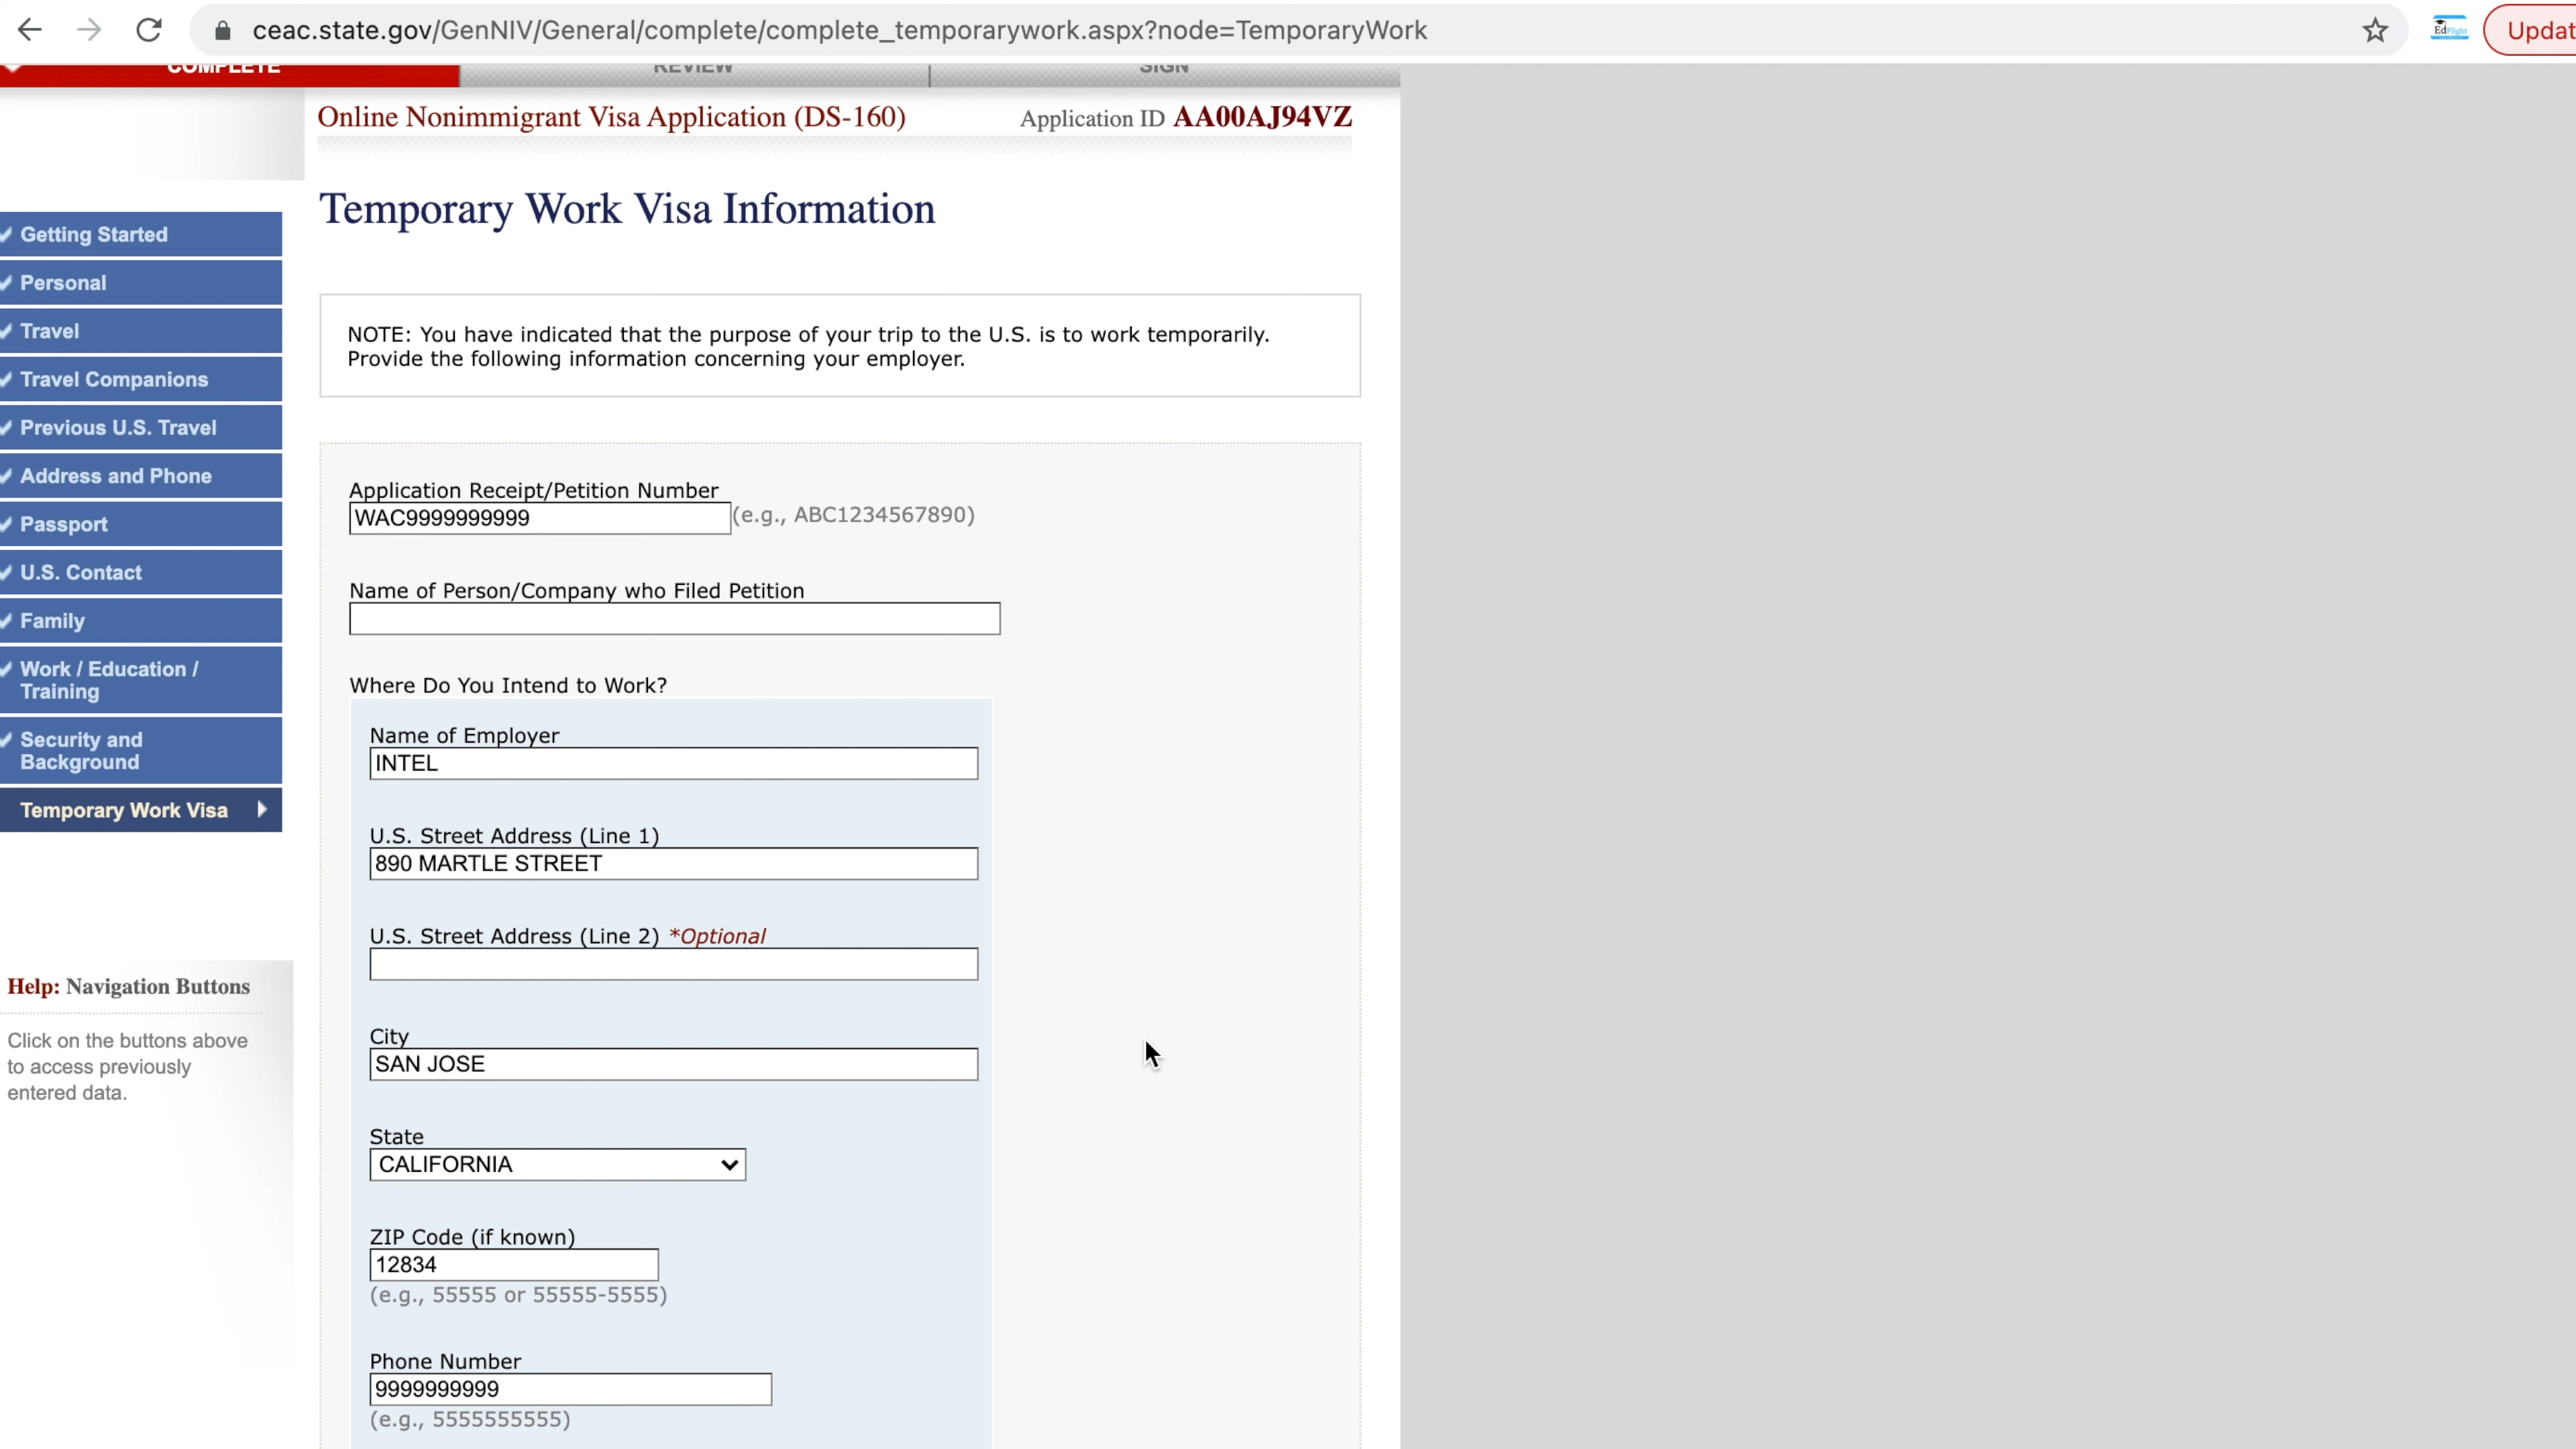 ceac.state.gov/GenNIV/General/complete/complete_temporarywork.aspx?node=TemporaryWork
Updat
COMPLETE
REVIEW
SIGN
Online Nonimmigrant Visa Application (DS-160)
Application ID AA00AJ94VZ
Temporary Work Visa Information
Getting Started
Personal
Travel
Travel Companions
Previous U.S. Travel
Address and Phone
Passport
U.S. Contact
Family
Work / Education /
Training
Security and
Background
Temporary Work Visa
Help: Navigation Buttons
Click on the buttons above
to access previously
entered data.
NOTE: You have indicated that the purpose of your trip to the U.S. is to work temporarily.
Provide the following information concerning your employer.
Application Receipt/Petition Number
WAC9999999999 (e.g., ABC1234567890)
Name of Person/Company who Filed Petition
Where Do You Intend to Work?
Name of Employer
INTEL
U.S. Street Address (Line 1)
890 MARTLE STREET
U.S. Street Address (Line 2) *Optional
City
SAN JOSE
State
CALIFORNIA
ZIP Code (if known)
12834
(e.g., 55555 or 55555-5555)
Phone Number
9999999999
(e.g., 5555555555)